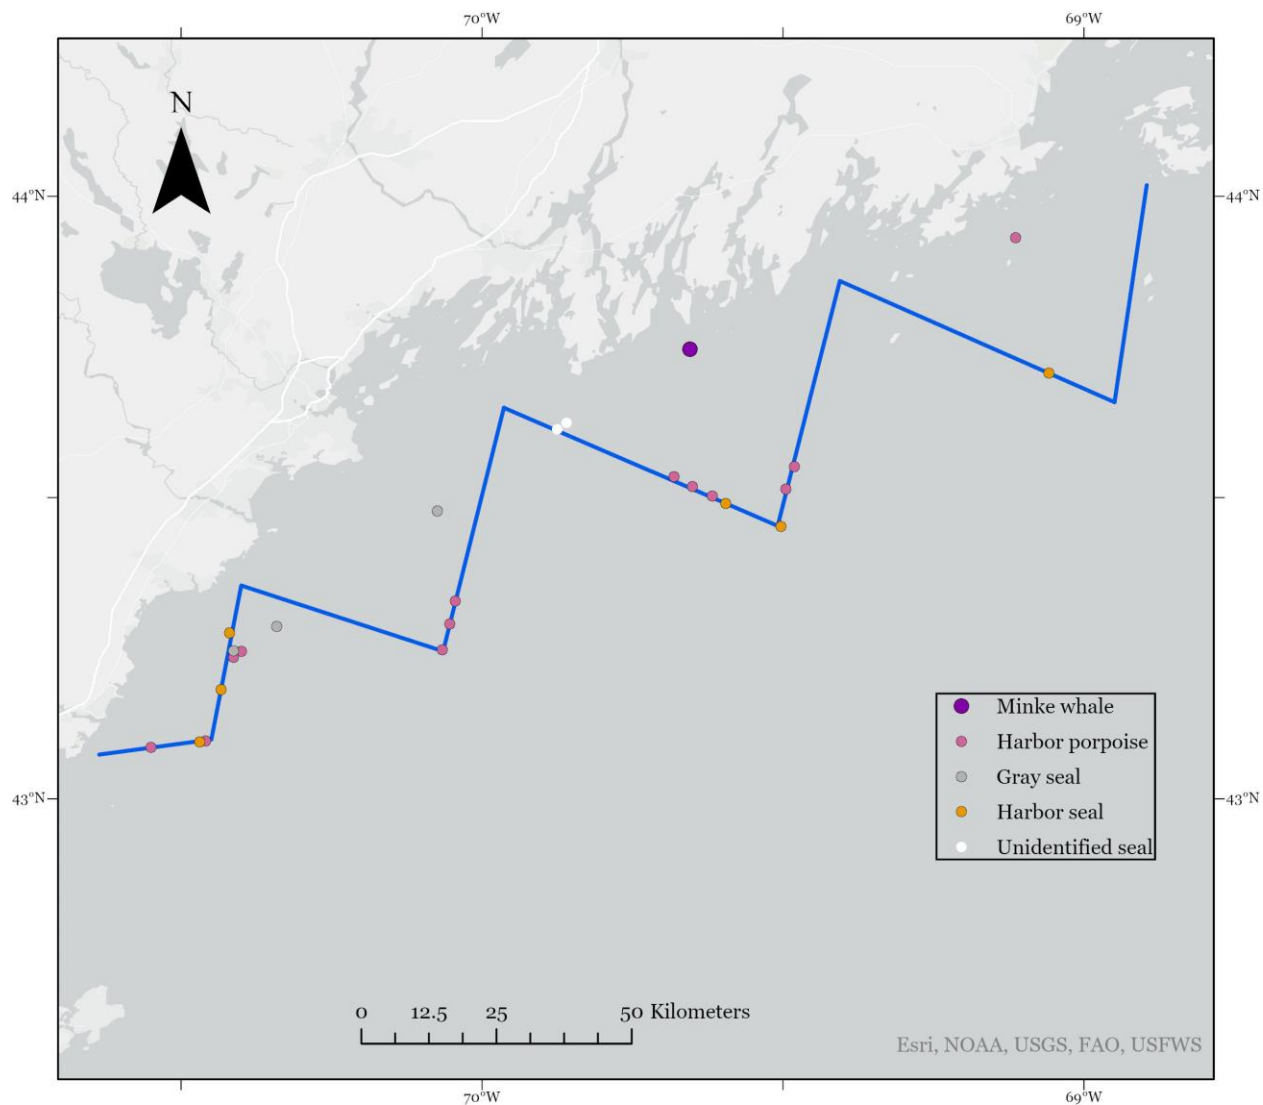 70°W 69°W
N
44°N 44°N
Minke whale
Harbor porpoise
Gray seal
Harbor seal
Unidentified seal
43°N 43°N
0 12.5 25 50 Kilometers
Esri, NOAA, USGS, FAO, USFWS
70°W 69°W